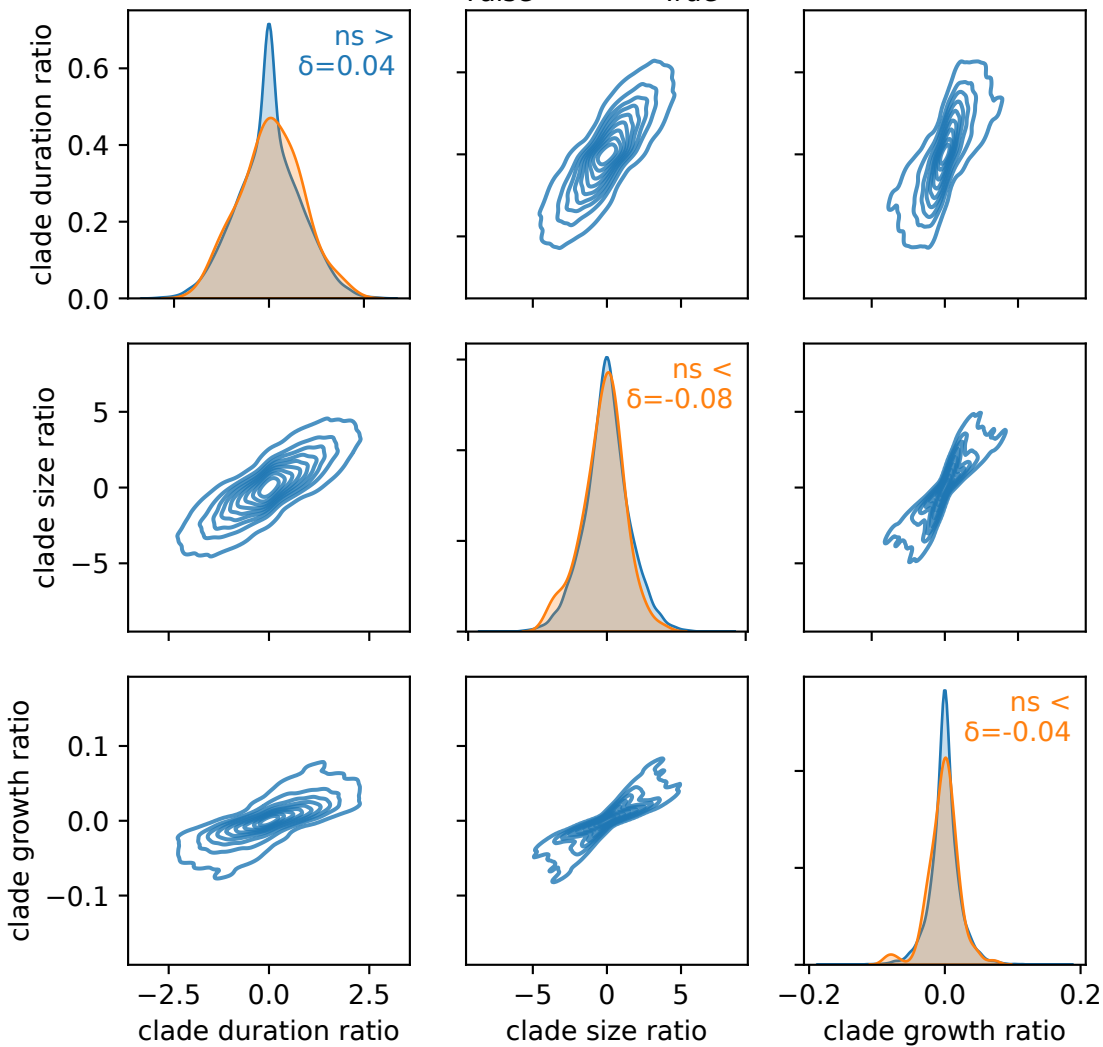 clade duration ratio
0.6
0.4
0.2
0.0
ns >
δ=0.04
clade size ratio
5
0
−5
ns <
δ=-0.08
clade growth ratio
0.1
0.0
−0.1
ns <
δ=-0.04
−2.5
0.0
2.5
−5
0
5
−0.2
0.0
0.2
clade duration ratio
clade size ratio
clade growth ratio